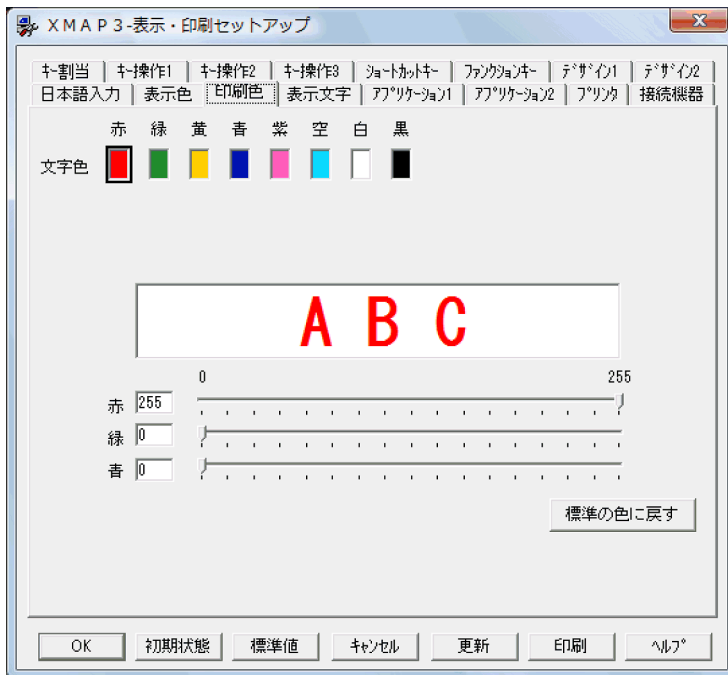 XMAP3-表示・印刷セットアップ
ｷｰ割当 ｷｰ操作1 ｷｰ操作2 ｷｰ操作3 ｼｮｰﾄｶｯﾄｷｰ ﾌｧﾝｸｼｮﾝｷｰ ﾃﾞｻﾞｲﾝ1 ﾃﾞｻﾞｲﾝ2
日本語入力 表示色 印刷色 表示文字 ｱﾌﾟﾘｹｰｼｮﾝ1 ｱﾌﾟﾘｹｰｼｮﾝ2 ﾌﾟﾘﾝﾀ 接続機器
赤 緑 黄 青 紫 空 白 黒
文字色
ABC
0 255
赤 255
緑 0
青 0
標準の色に戻す
OK 初期状態 標準値 ｷｬﾝｾﾙ 更新 印刷 ﾍﾙﾌﾟ